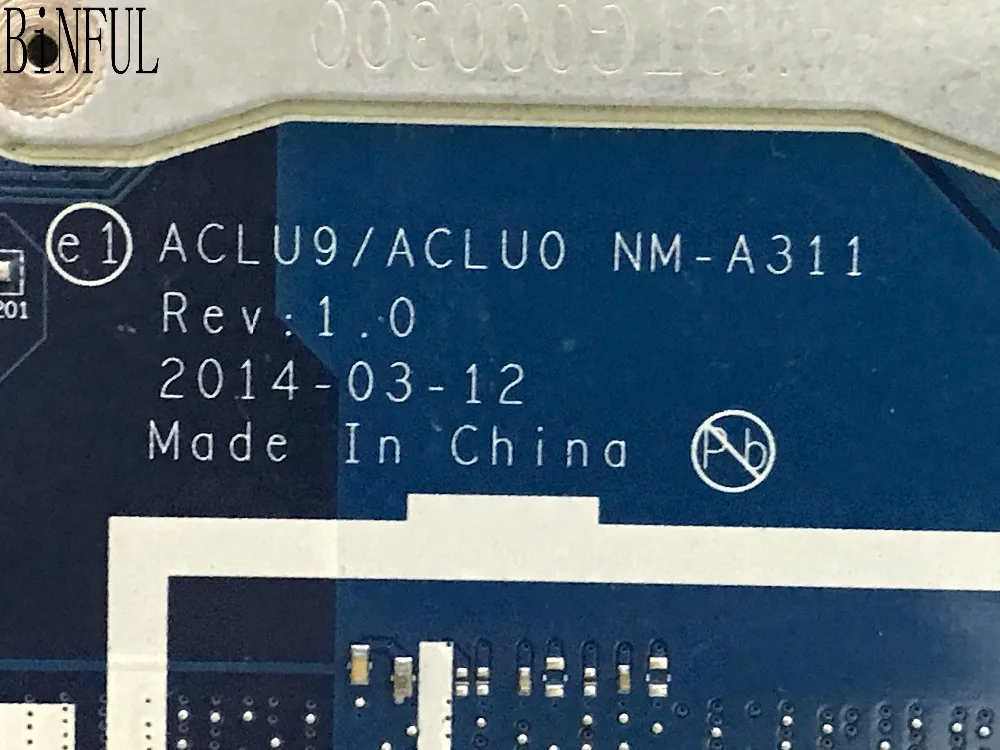 BiNFUL
e1 ACLU9/ACLU0 NM-A311
Rev:1.0
2014-03-12
Made In China
Pb
201